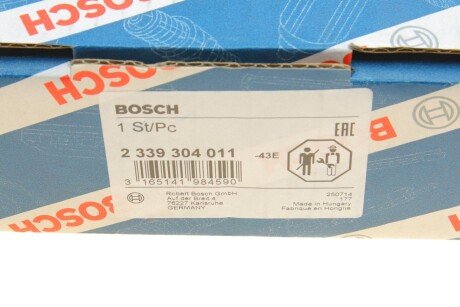 BOSCH
BOSCH
BOSCH
1 St/Pc
EAC
2 339 304 011
-43E
3 165141 984590
Robert Bosch GmbH
Auf der Breit 4
76227 Karlsruhe
GERMANY
250714
177
Made in Hungary
Fabriqué en Hongrie